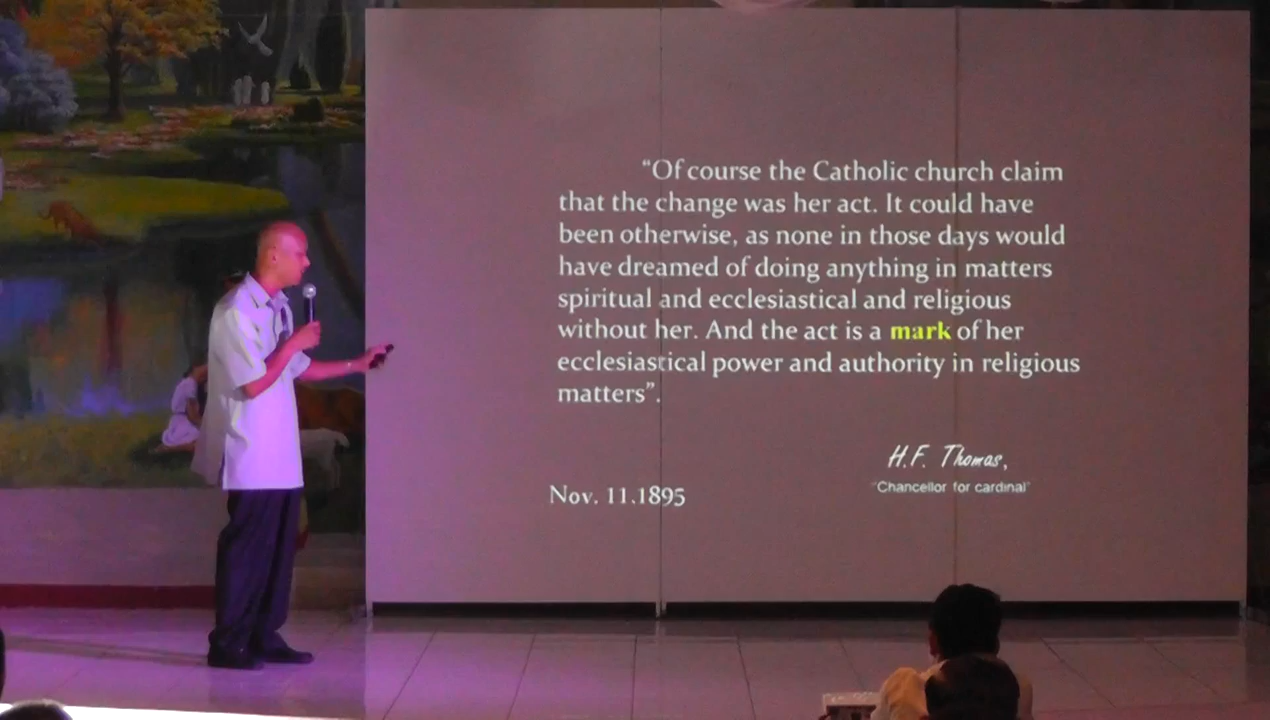 “Of course the Catholic church claim
that the change was her act. It could have
been otherwise, as none in those days would
have dreamed of doing anything in matters
spiritual and ecclesiastical and religious
without her. And the act is a mark of her
ecclesiastical power and authority in religious
matters”.
H.F. Thomas,
"Chancellor for cardinal"
Nov. 11.1895